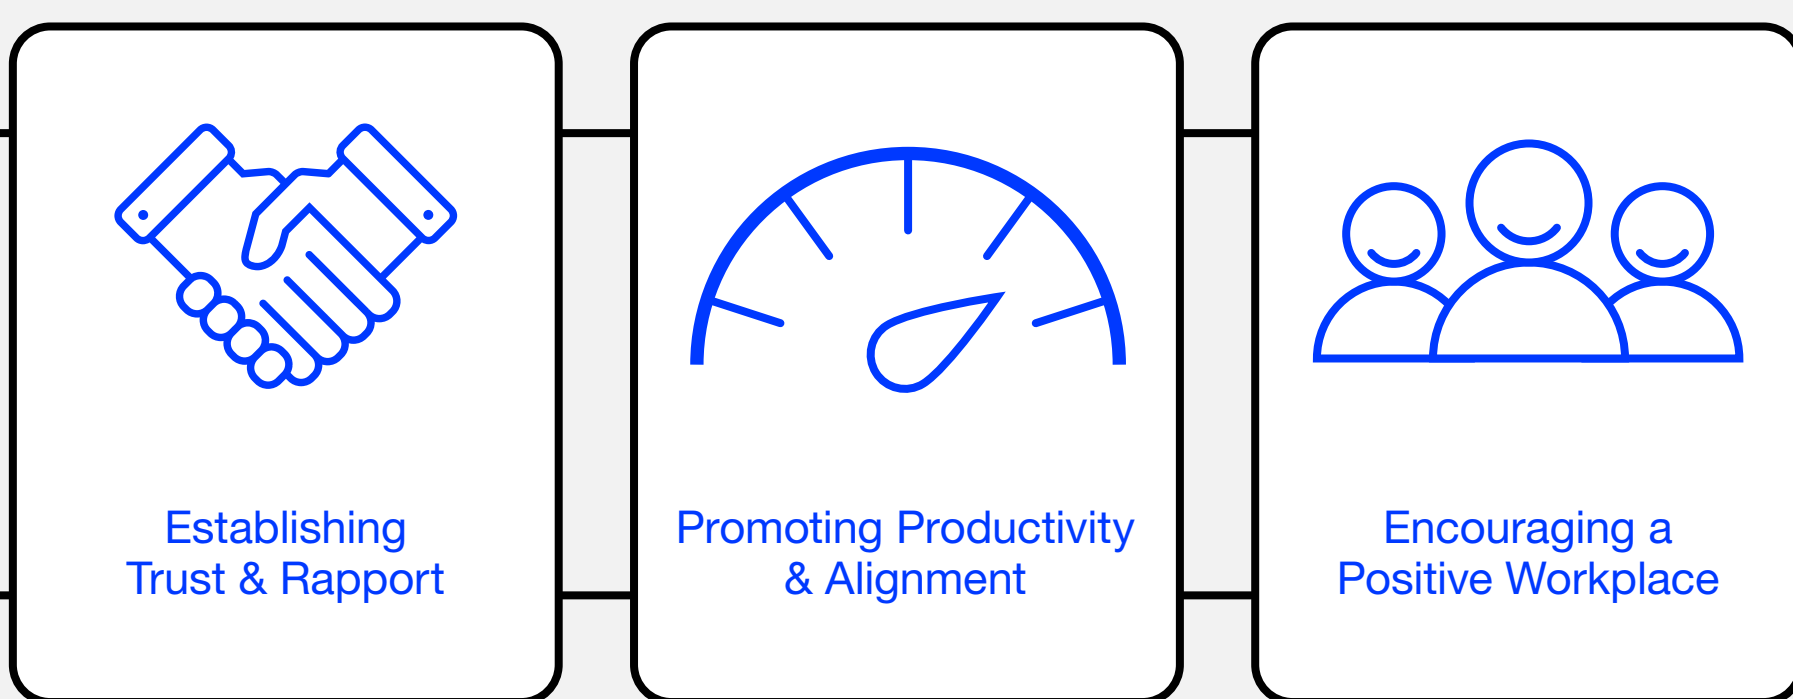 Establishing
Trust & Rapport
Promoting Productivity
& Alignment
Encouraging a
Positive Workplace